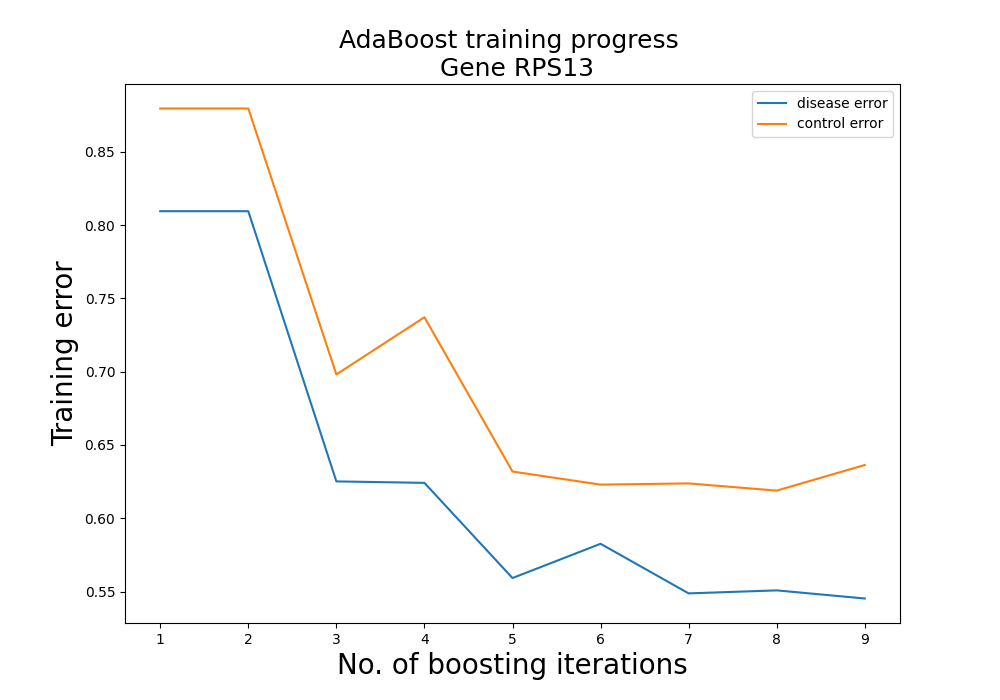 AdaBoost training progress
Gene RPS13
disease error
control error
Training error
0.85
0.80
0.75
0.70
0.65
0.60
0.55
1 2 3 4 5 6 7 8 9
No. of boosting iterations